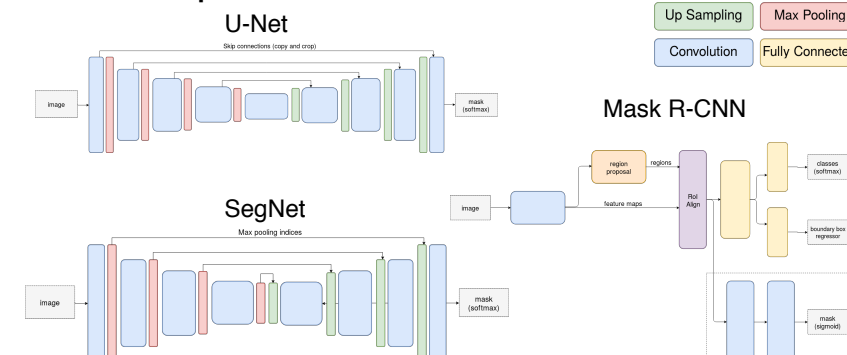 U-Net
Skip connections (copy and crop)
image
mask
(softmax)
SegNet
Max pooling indices
image
mask
(softmax)
Up Sampling
Max Pooling
Convolution
Fully Connecte
Mask R-CNN
image
region
proposal
regions
feature maps
RoI
Align
classes
(softmax)
boundary box
regressor
mask
(sigmoid)